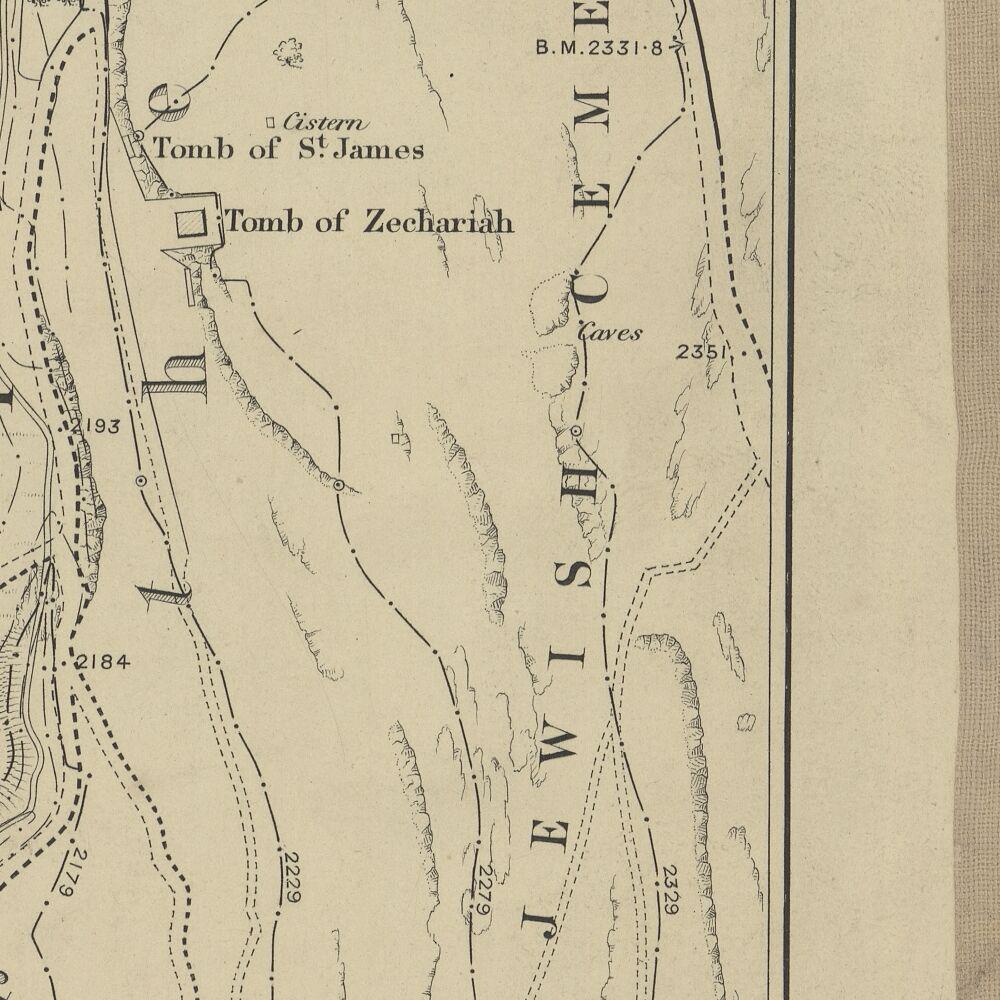 B.M.2331·8
Cistern
Tomb of St. James
Tomb of Zechariah
Caves
2351
2193
2184
2179
2229
2279
2329
JEWISH CEME
e
h
l